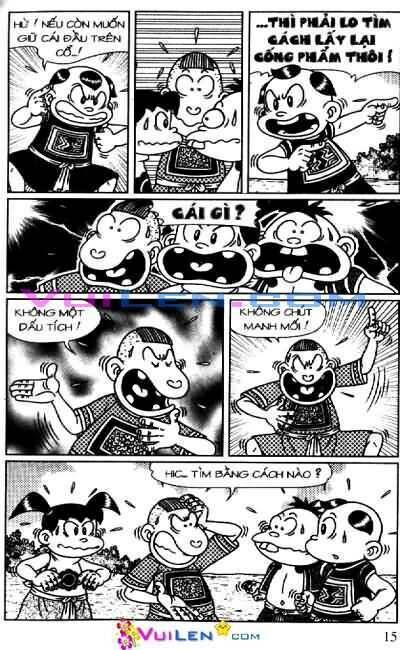 HỪ ! NẾU CÒN MUỐN
GIỮ CÁI ĐẦU TRÊN
CỔ...!
...THÌ PHẢI LO TÌM
CÁCH LẤY LẠI
CỐNG PHẨM THÔI !
CÁI GÌ ?
VUILEN.COM
KHÔNG MỘT
DẤU TÍCH !
KHÔNG CHÚT
MANH MỐI !
HIC... TÌM BẰNG CÁCH NÀO ?
VUILEN.COM
15